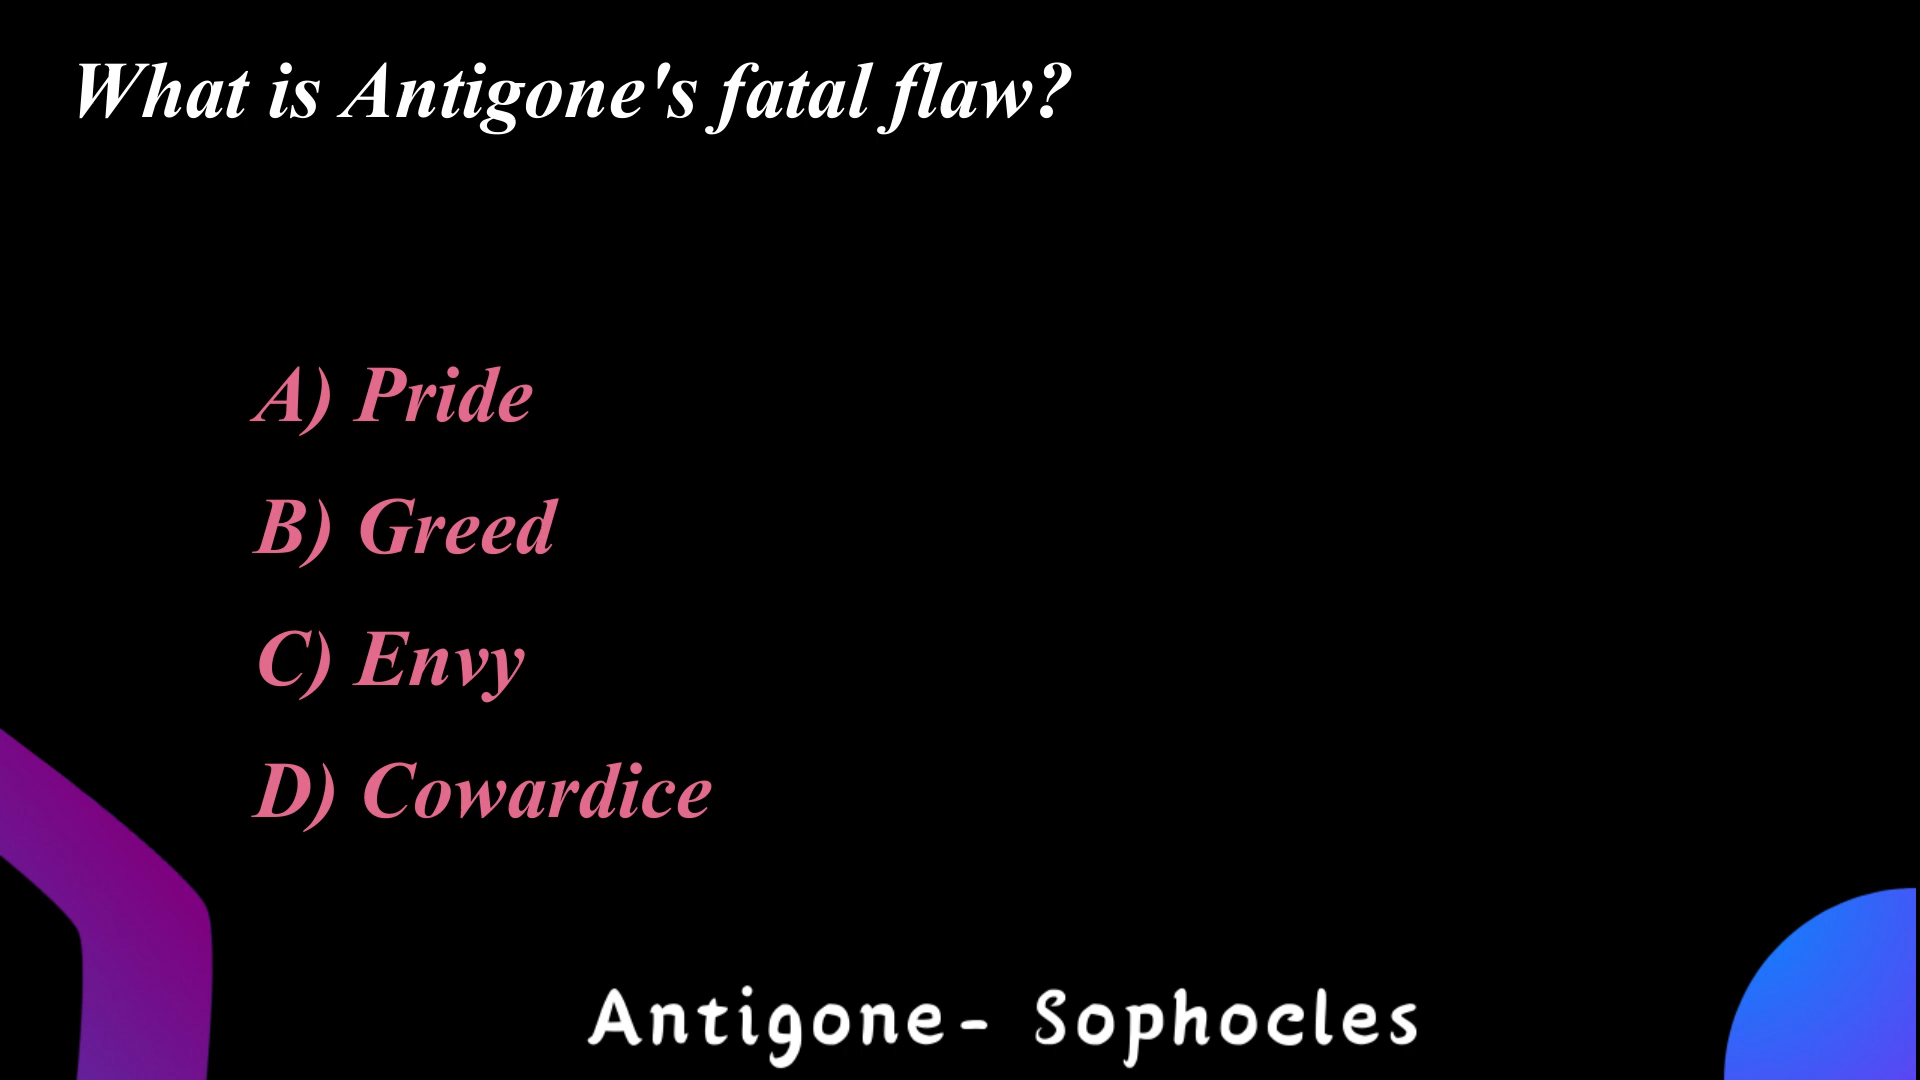 What is Antigone's fatal flaw?
A) Pride
B) Greed
C) Envy
D) Cowardice
Antigone- Sophocles